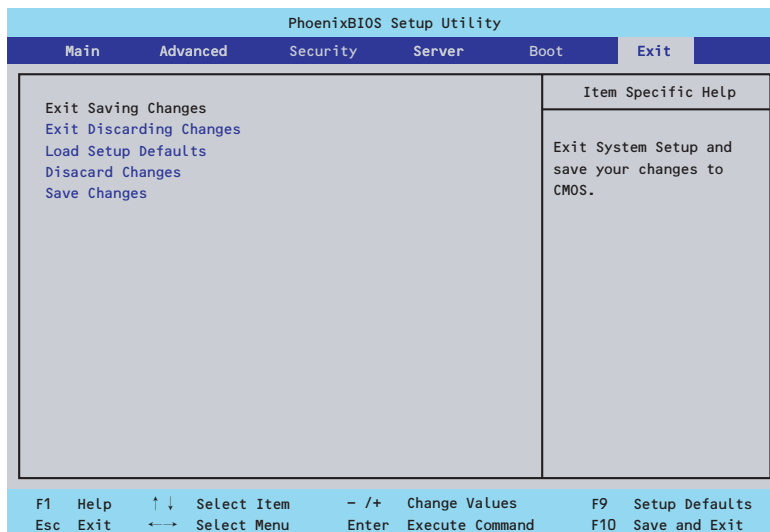 PhoenixBIOS Setup Utility
Main Advanced Security Server Boot Exit
Exit Saving Changes
Exit Discarding Changes
Load Setup Defaults
Disacard Changes
Save Changes
Item Specific Help
Exit System Setup and
save your changes to
CMOS.
F1 Help ↑↓ Select Item - /+ Change Values F9 Setup Defaults
Esc Exit ←→ Select Menu Enter Execute Command F10 Save and Exit